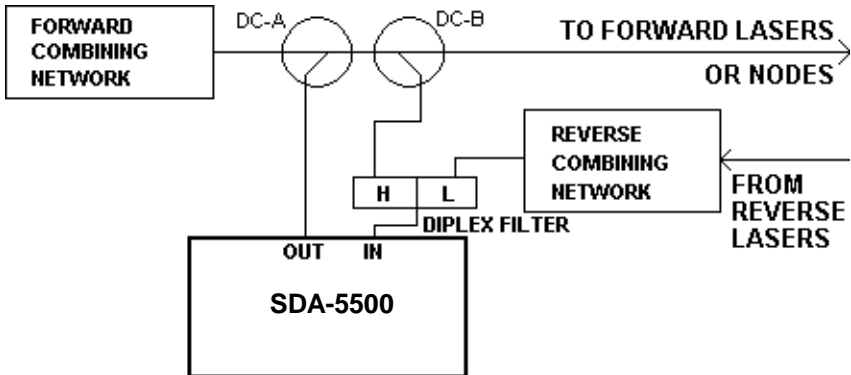 FORWARD
COMBINING
NETWORK
DC-A
DC-B
TO FORWARD LASERS
OR NODES
REVERSE
COMBINING
NETWORK
FROM
REVERSE
LASERS
H L
DIPLEX FILTER
OUT IN
SDA-5500